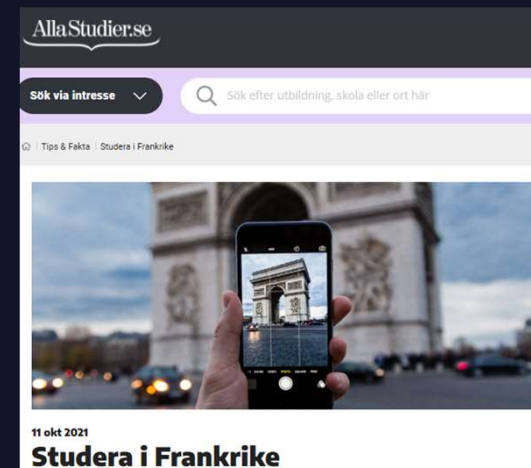 AllaStudier.se
Sök via intresse
Sök efter utbildning, skola eller ort här
Tips & Fakta | Studera i Frankrike
11 okt 2021
Studera i Frankrike